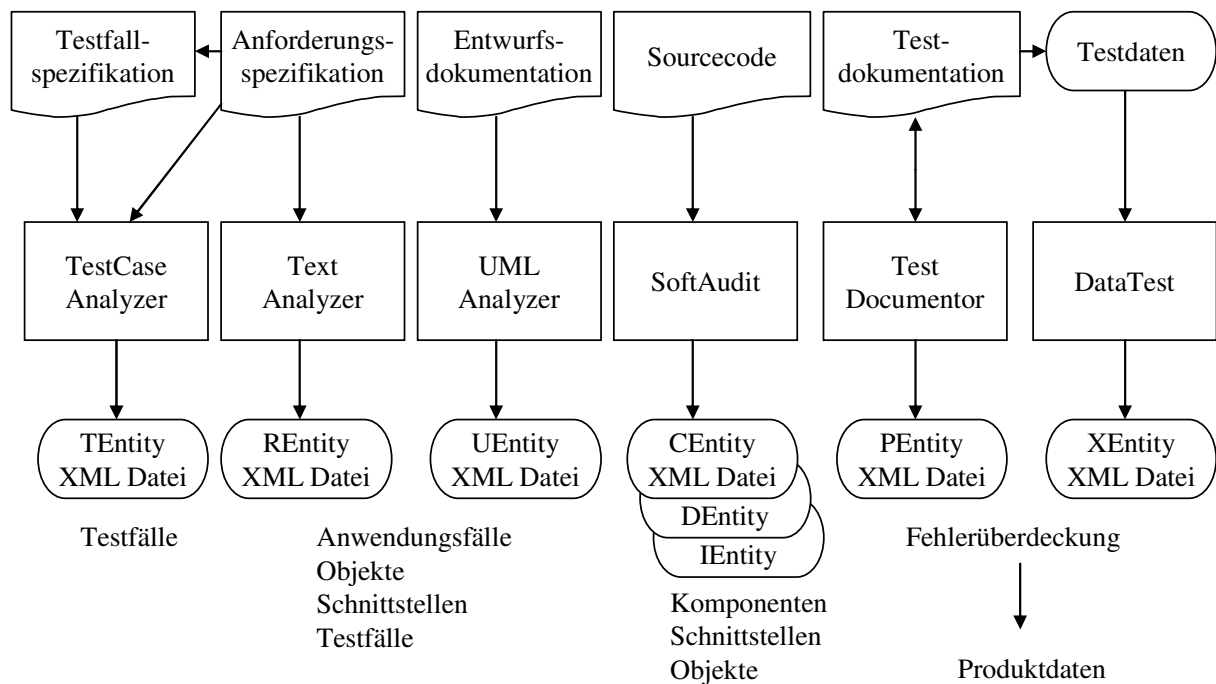 Testfall-
spezifikation
Anforderungs-
spezifikation
Entwurfs-
dokumentation
Sourcecode
Test-
dokumentation
Testdaten
TestCase
Analyzer
Text
Analyzer
UML
Analyzer
SoftAudit
Test
Documentor
DataTest
TEntity
XML Datei
REntity
XML Datei
UEntity
XML Datei
CEntity
XML Datei
DEntity
IEntity
PEntity
XML Datei
XEntity
XML Datei
Testfälle
Anwendungsfälle
Objekte
Schnittstellen
Testfälle
Komponenten
Schnittstellen
Objekte
Fehlerüberdeckung
Produktdaten